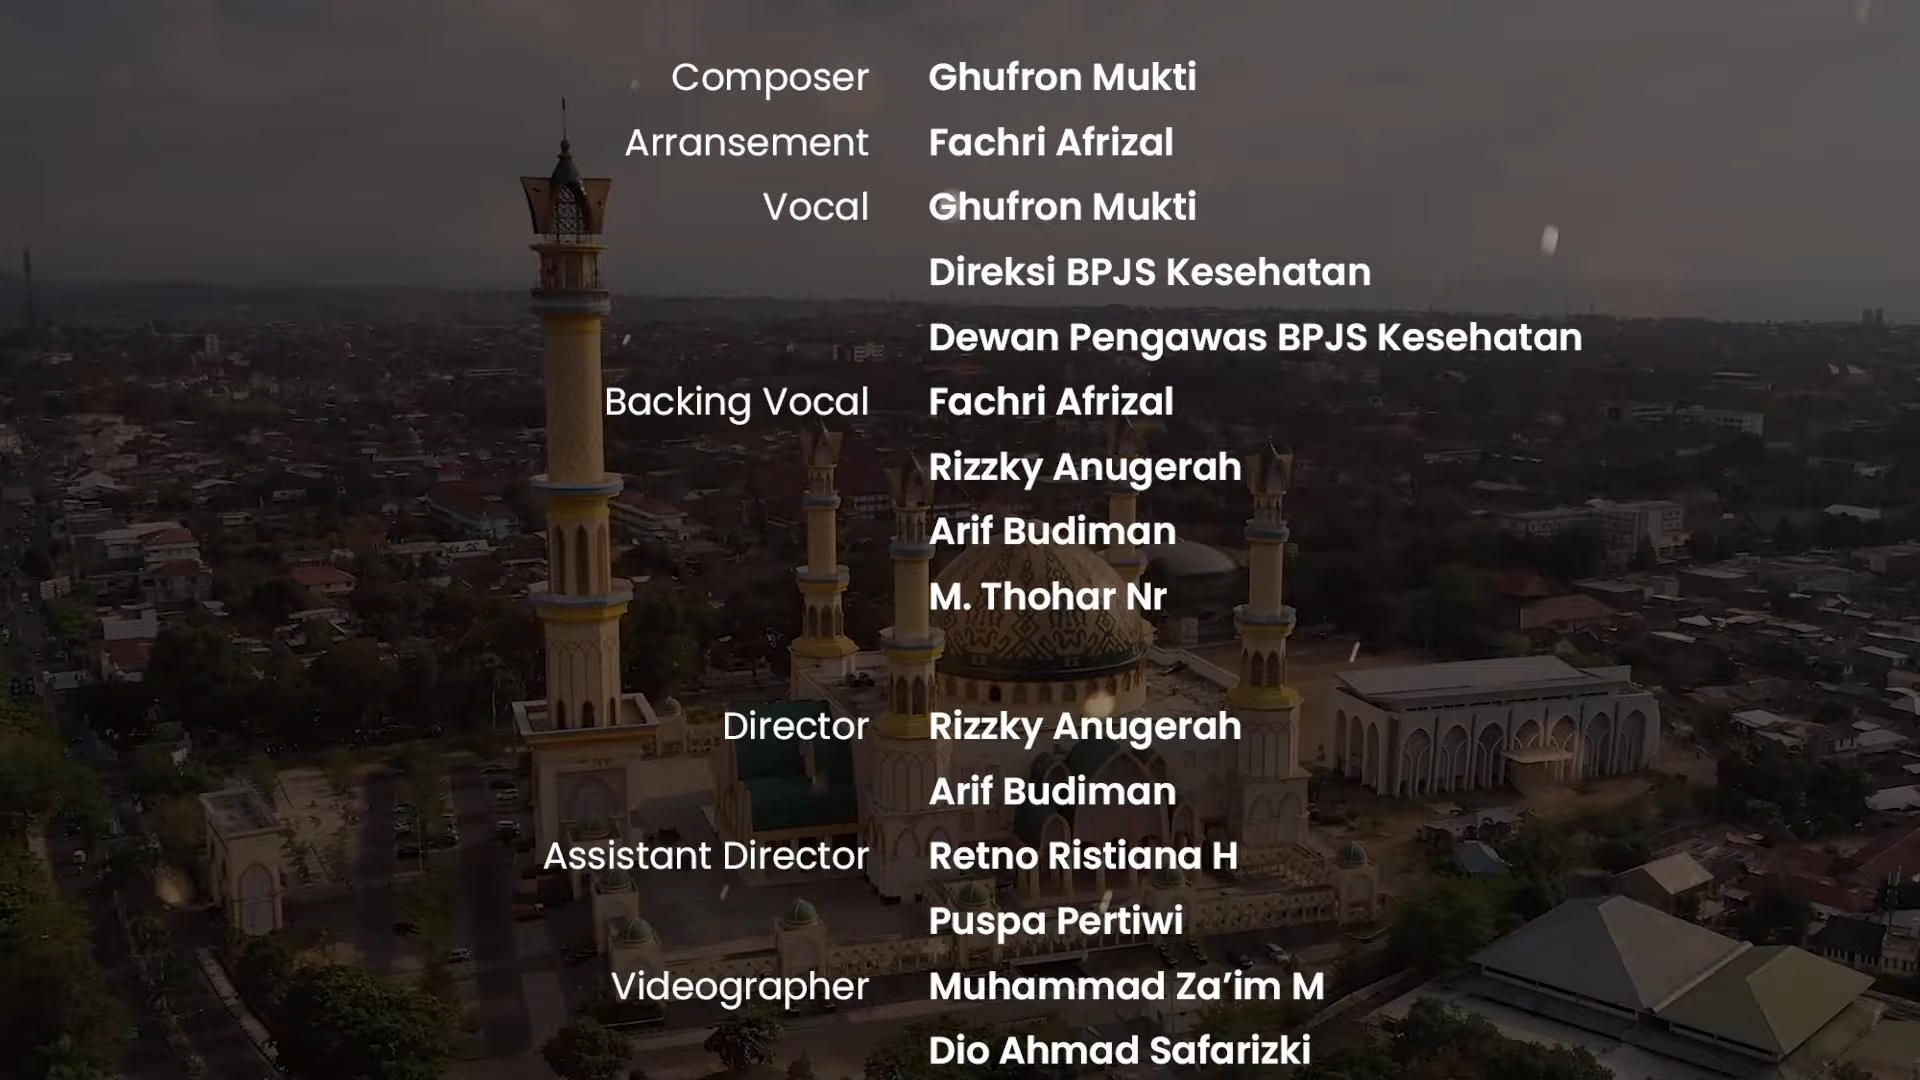 Composer Ghufron Mukti
Arransement Fachri Afrizal
Vocal Ghufron Mukti
Direksi BPJS Kesehatan
Dewan Pengawas BPJS Kesehatan
Backing Vocal Fachri Afrizal
Rizzky Anugerah
Arif Budiman
M. Thohar Nr
Director Rizzky Anugerah
Arif Budiman
Assistant Director Retno Ristiana H
Puspa Pertiwi
Videographer Muhammad Za’im M
Dio Ahmad Safarizki